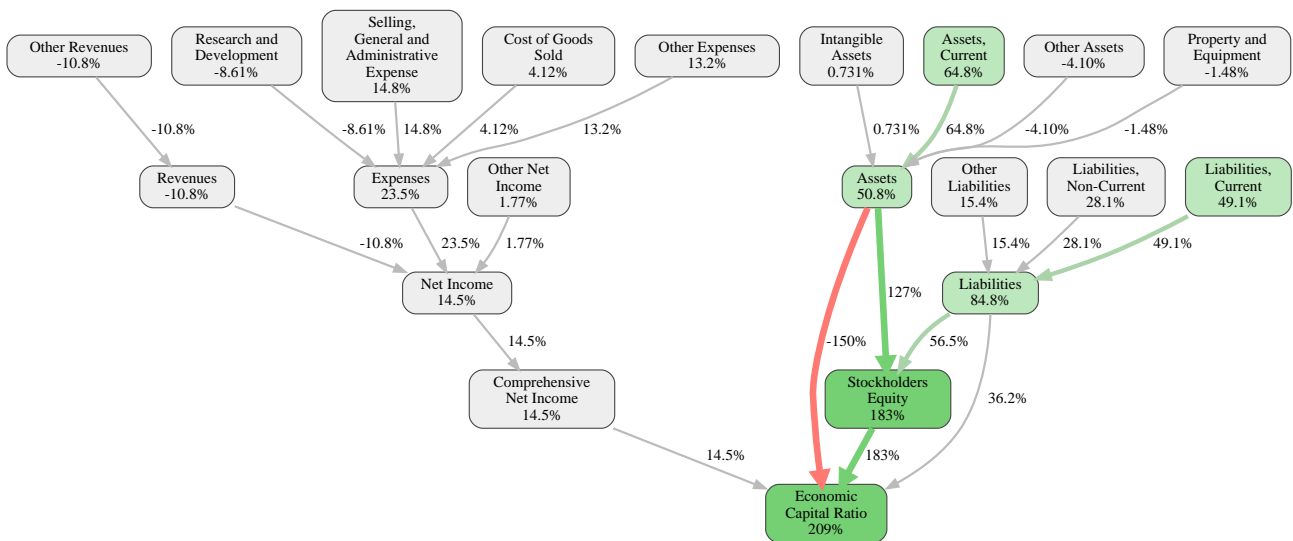 Other Revenues
-10.8%
Research and
Development
-8.61%
Selling,
General and
Administrative
Expense
14.8%
Cost of Goods
Sold
4.12%
Other Expenses
13.2%
Intangible
Assets
0.731%
Assets,
Current
64.8%
Other Assets
-4.10%
Property and
Equipment
-1.48%
-10.8%
-8.61%
14.8%
4.12%
13.2%
0.731%
64.8%
-4.10%
-1.48%
Revenues
-10.8%
Expenses
23.5%
Other Net
Income
1.77%
Assets
50.8%
Other
Liabilities
15.4%
Liabilities,
Non-Current
28.1%
Liabilities,
Current
49.1%
-10.8%
23.5%
1.77%
15.4%
28.1%
49.1%
Net Income
14.5%
127%
Liabilities
84.8%
14.5%
-150%
56.5%
Comprehensive
Net Income
14.5%
Stockholders
Equity
183%
36.2%
14.5%
183%
Economic
Capital Ratio
209%